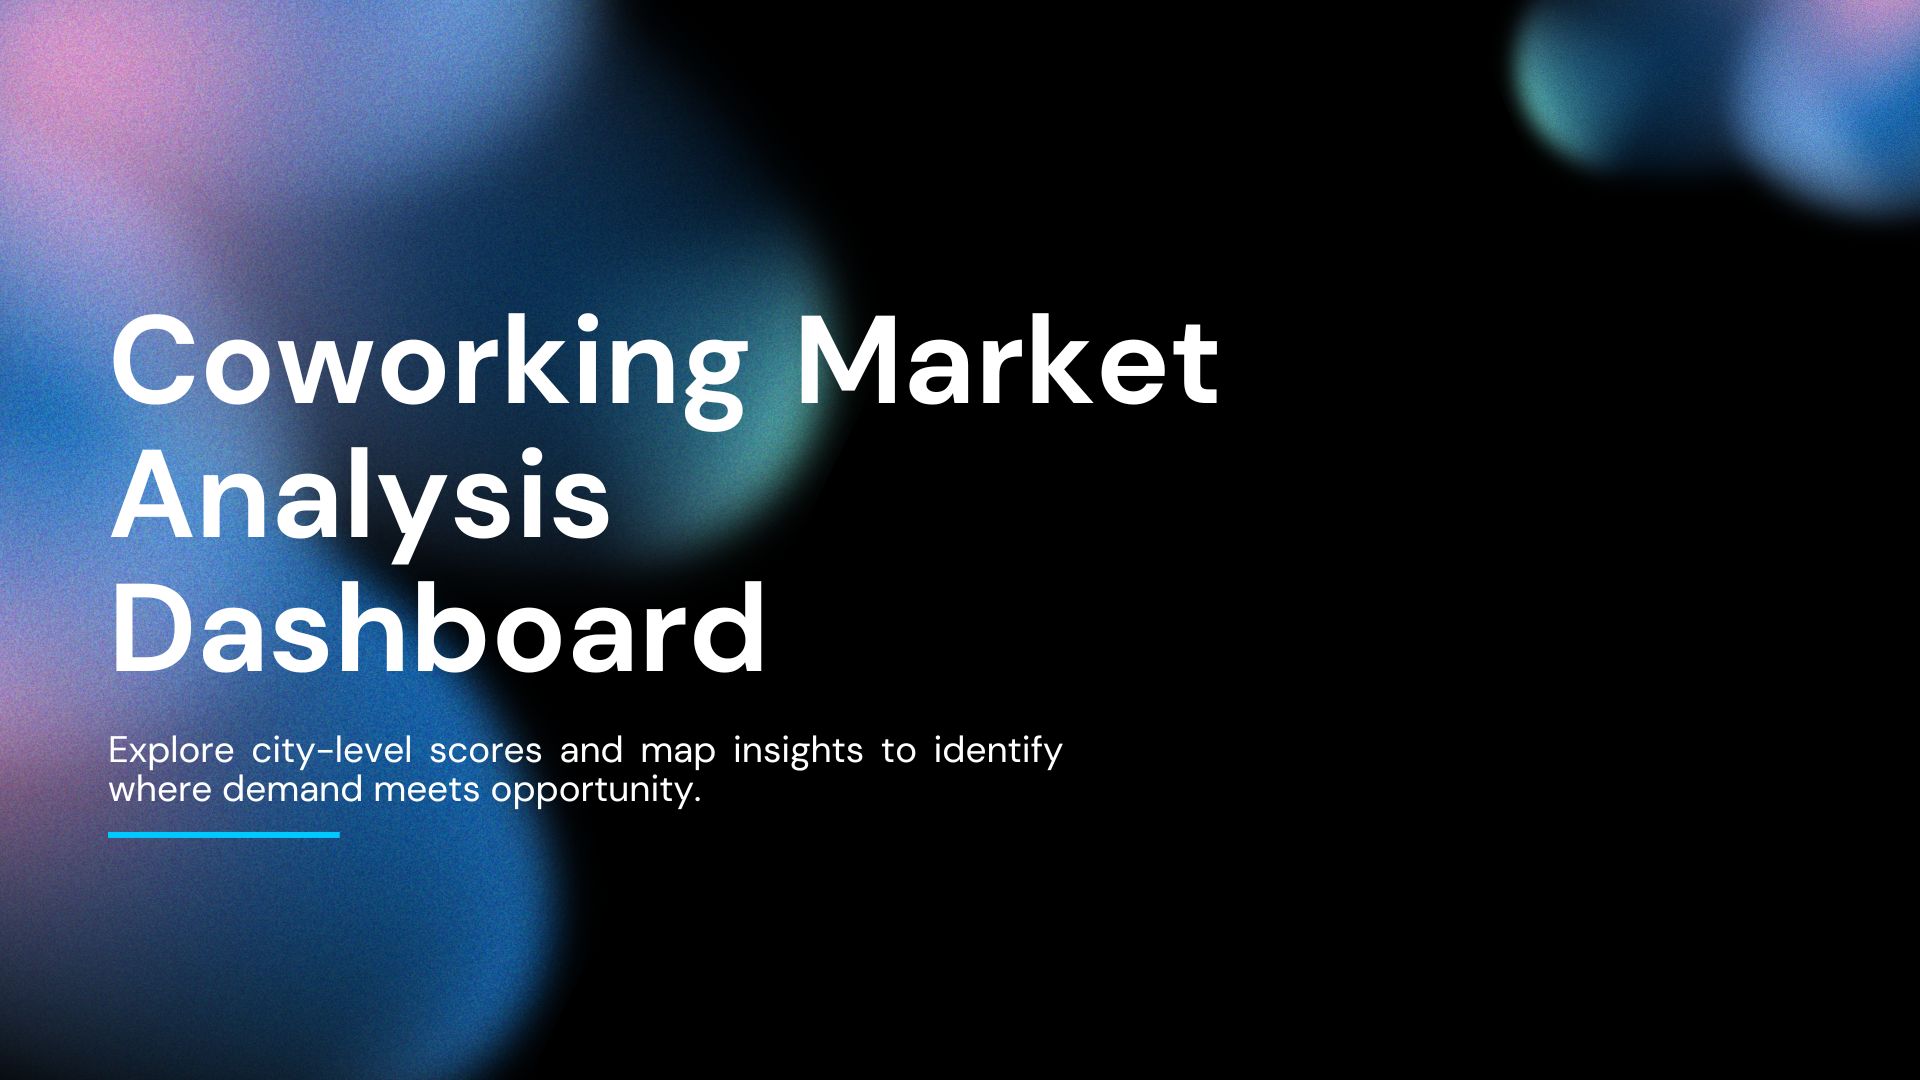 Coworking Market
Analysis
Dashboard
Explore city-level scores and map insights to identify
where demand meets opportunity.